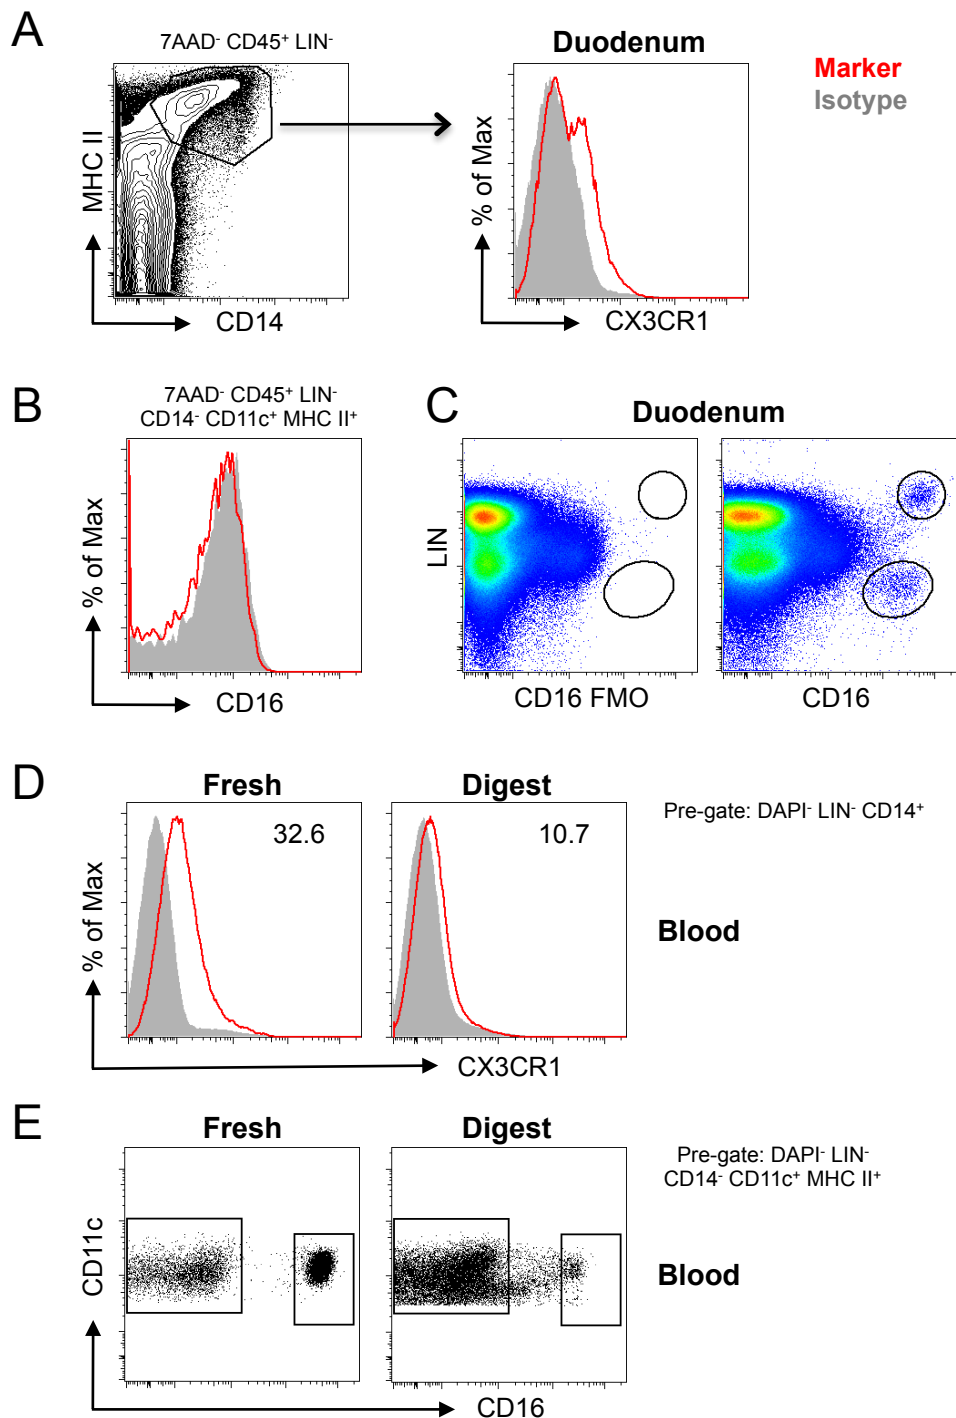 A
7AAD⁻ CD45⁺ LIN⁻
Duodenum
Marker
Isotype
MHC II
CD14
% of Max
CX3CR1
B
7AAD⁻ CD45⁺ LIN⁻
CD14⁻ CD11c⁺ MHC II⁺
% of Max
CD16
C
Duodenum
LIN
CD16 FMO
CD16
D
Fresh
Digest
Pre-gate: DAPI⁻ LIN⁻ CD14⁺
32.6
10.7
% of Max
Blood
CX3CR1
E
Fresh
Digest
Pre-gate: DAPI⁻ LIN⁻
CD14⁻ CD11c⁺ MHC II⁺
CD11c
Blood
CD16